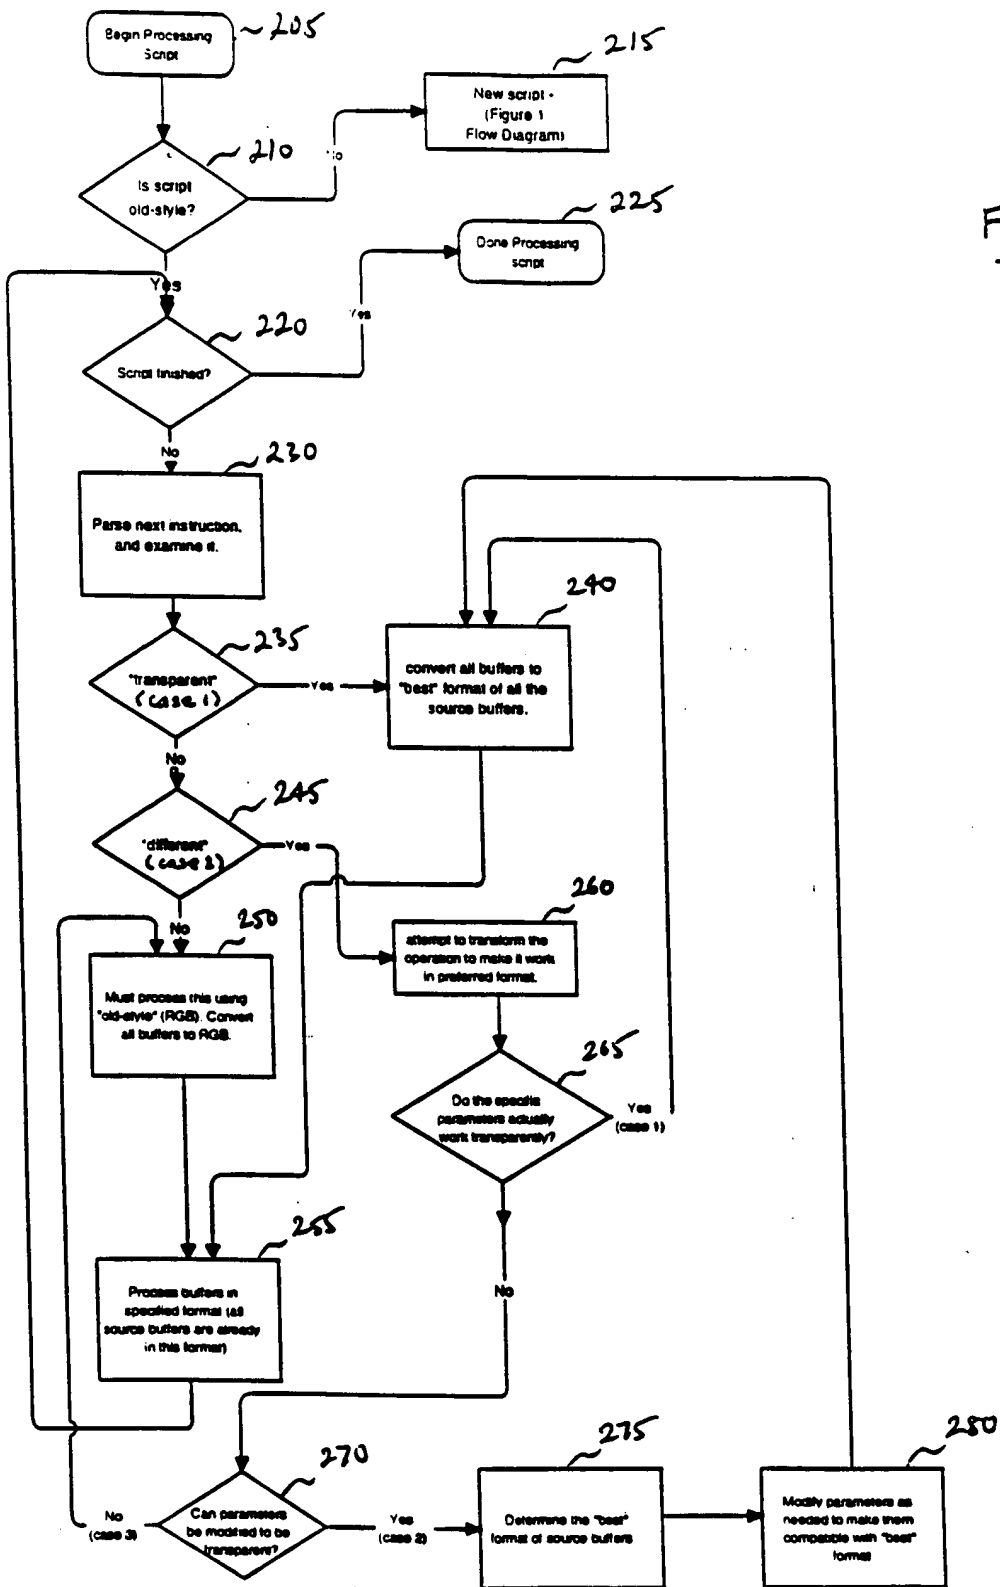 Begin Processing
Script
205
215
New script -
(Figure 1
Flow Diagram)
No
210
Is script
old-style?
225
Done Processing
script
Yes
Yes
220
Script finished?
No
230
Parse next instruction,
and examine it.
240
convert all buffers to
"best" format of all the
source buffers.
235
"transparent"
(case 1)
Yes
No
245
"different"
(case 2)
Yes
No
250
Must process this using
"old-style" (RGB). Convert
all buffers to RGB.
260
attempt to transform the
operation to make it work
in preferred format.
265
Do the specific
parameters actually
work transparently?
Yes
(case 1)
No
255
Process buffers in
specified format (all
source buffers are already
in this format)
270
Can parameters
be modified to be
transparent?
No
(case 3)
Yes
(case 2)
275
Determine the "best"
format of source buffers
280
Modify parameters as
needed to make them
compatible with "best"
format